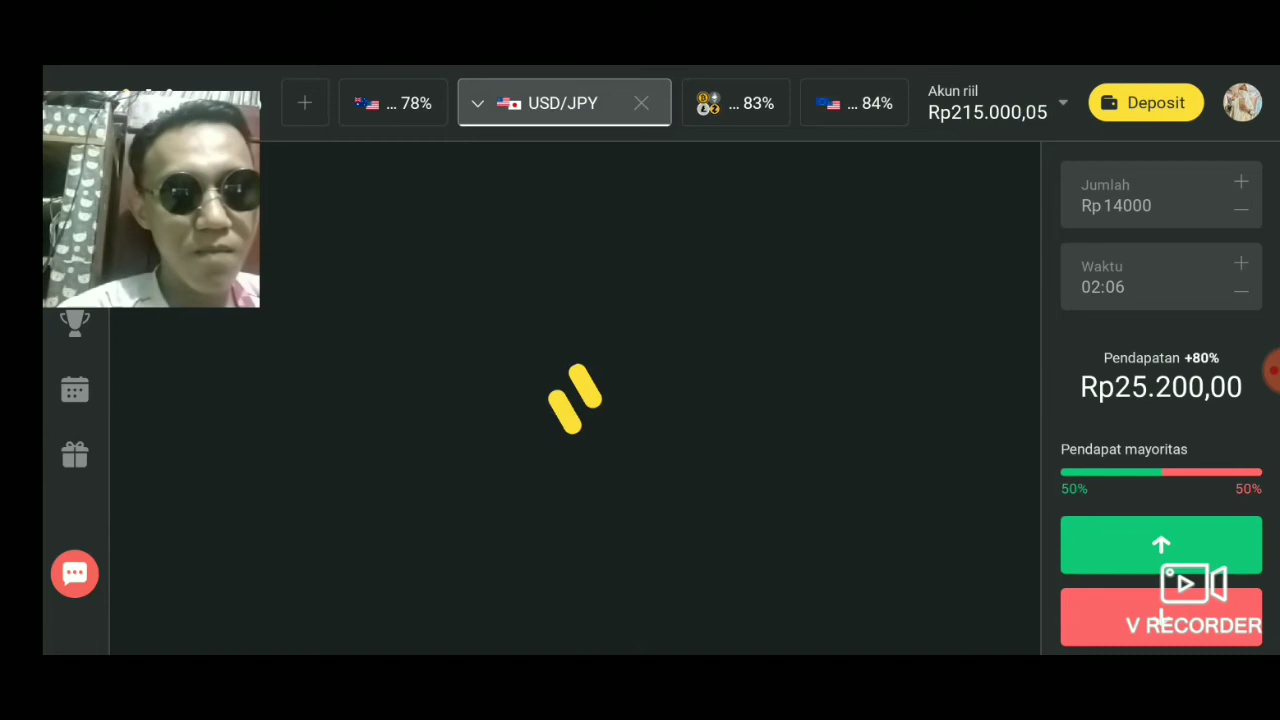 ... 78%
USD/JPY
... 83%
... 84%
Akun riil
Rp215.000,05
Deposit
Jumlah
Rp 14000
Waktu
02:06
Pendapatan +80%
Rp25.200,00
Pendapat mayoritas
50%
50%
V RECORDER